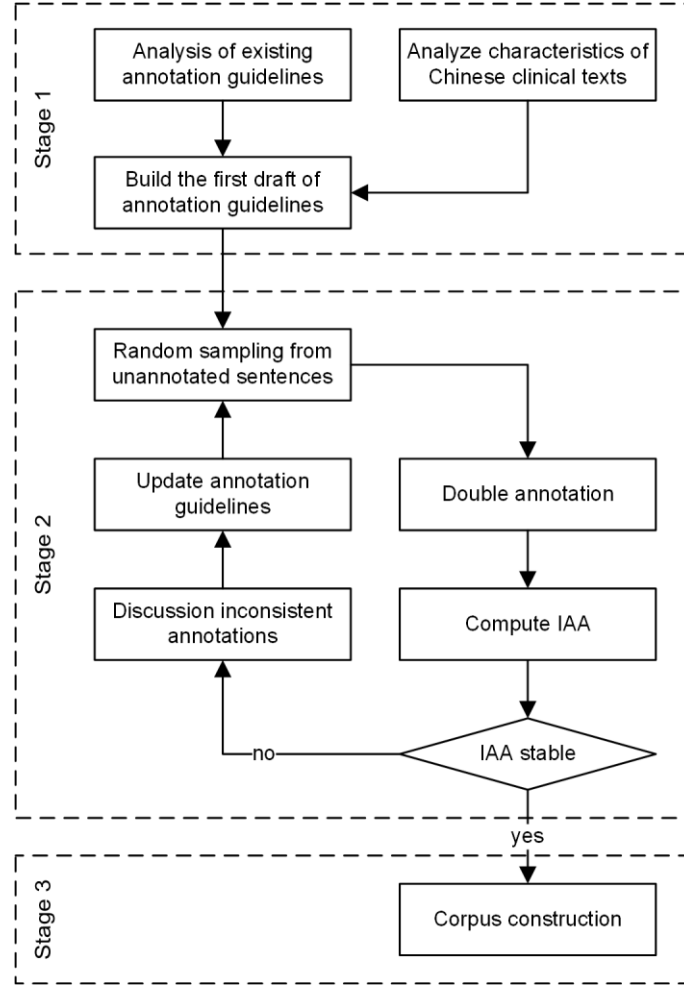 Stage 1
Analysis of existing
annotation guidelines
Analyze characteristics of
Chinese clinical texts
Build the first draft of
annotation guidelines
Stage 2
Random sampling from
unannotated sentences
Update annotation
guidelines
Double annotation
Discussion inconsistent
annotations
Compute IAA
no
IAA stable
yes
Stage 3
Corpus construction